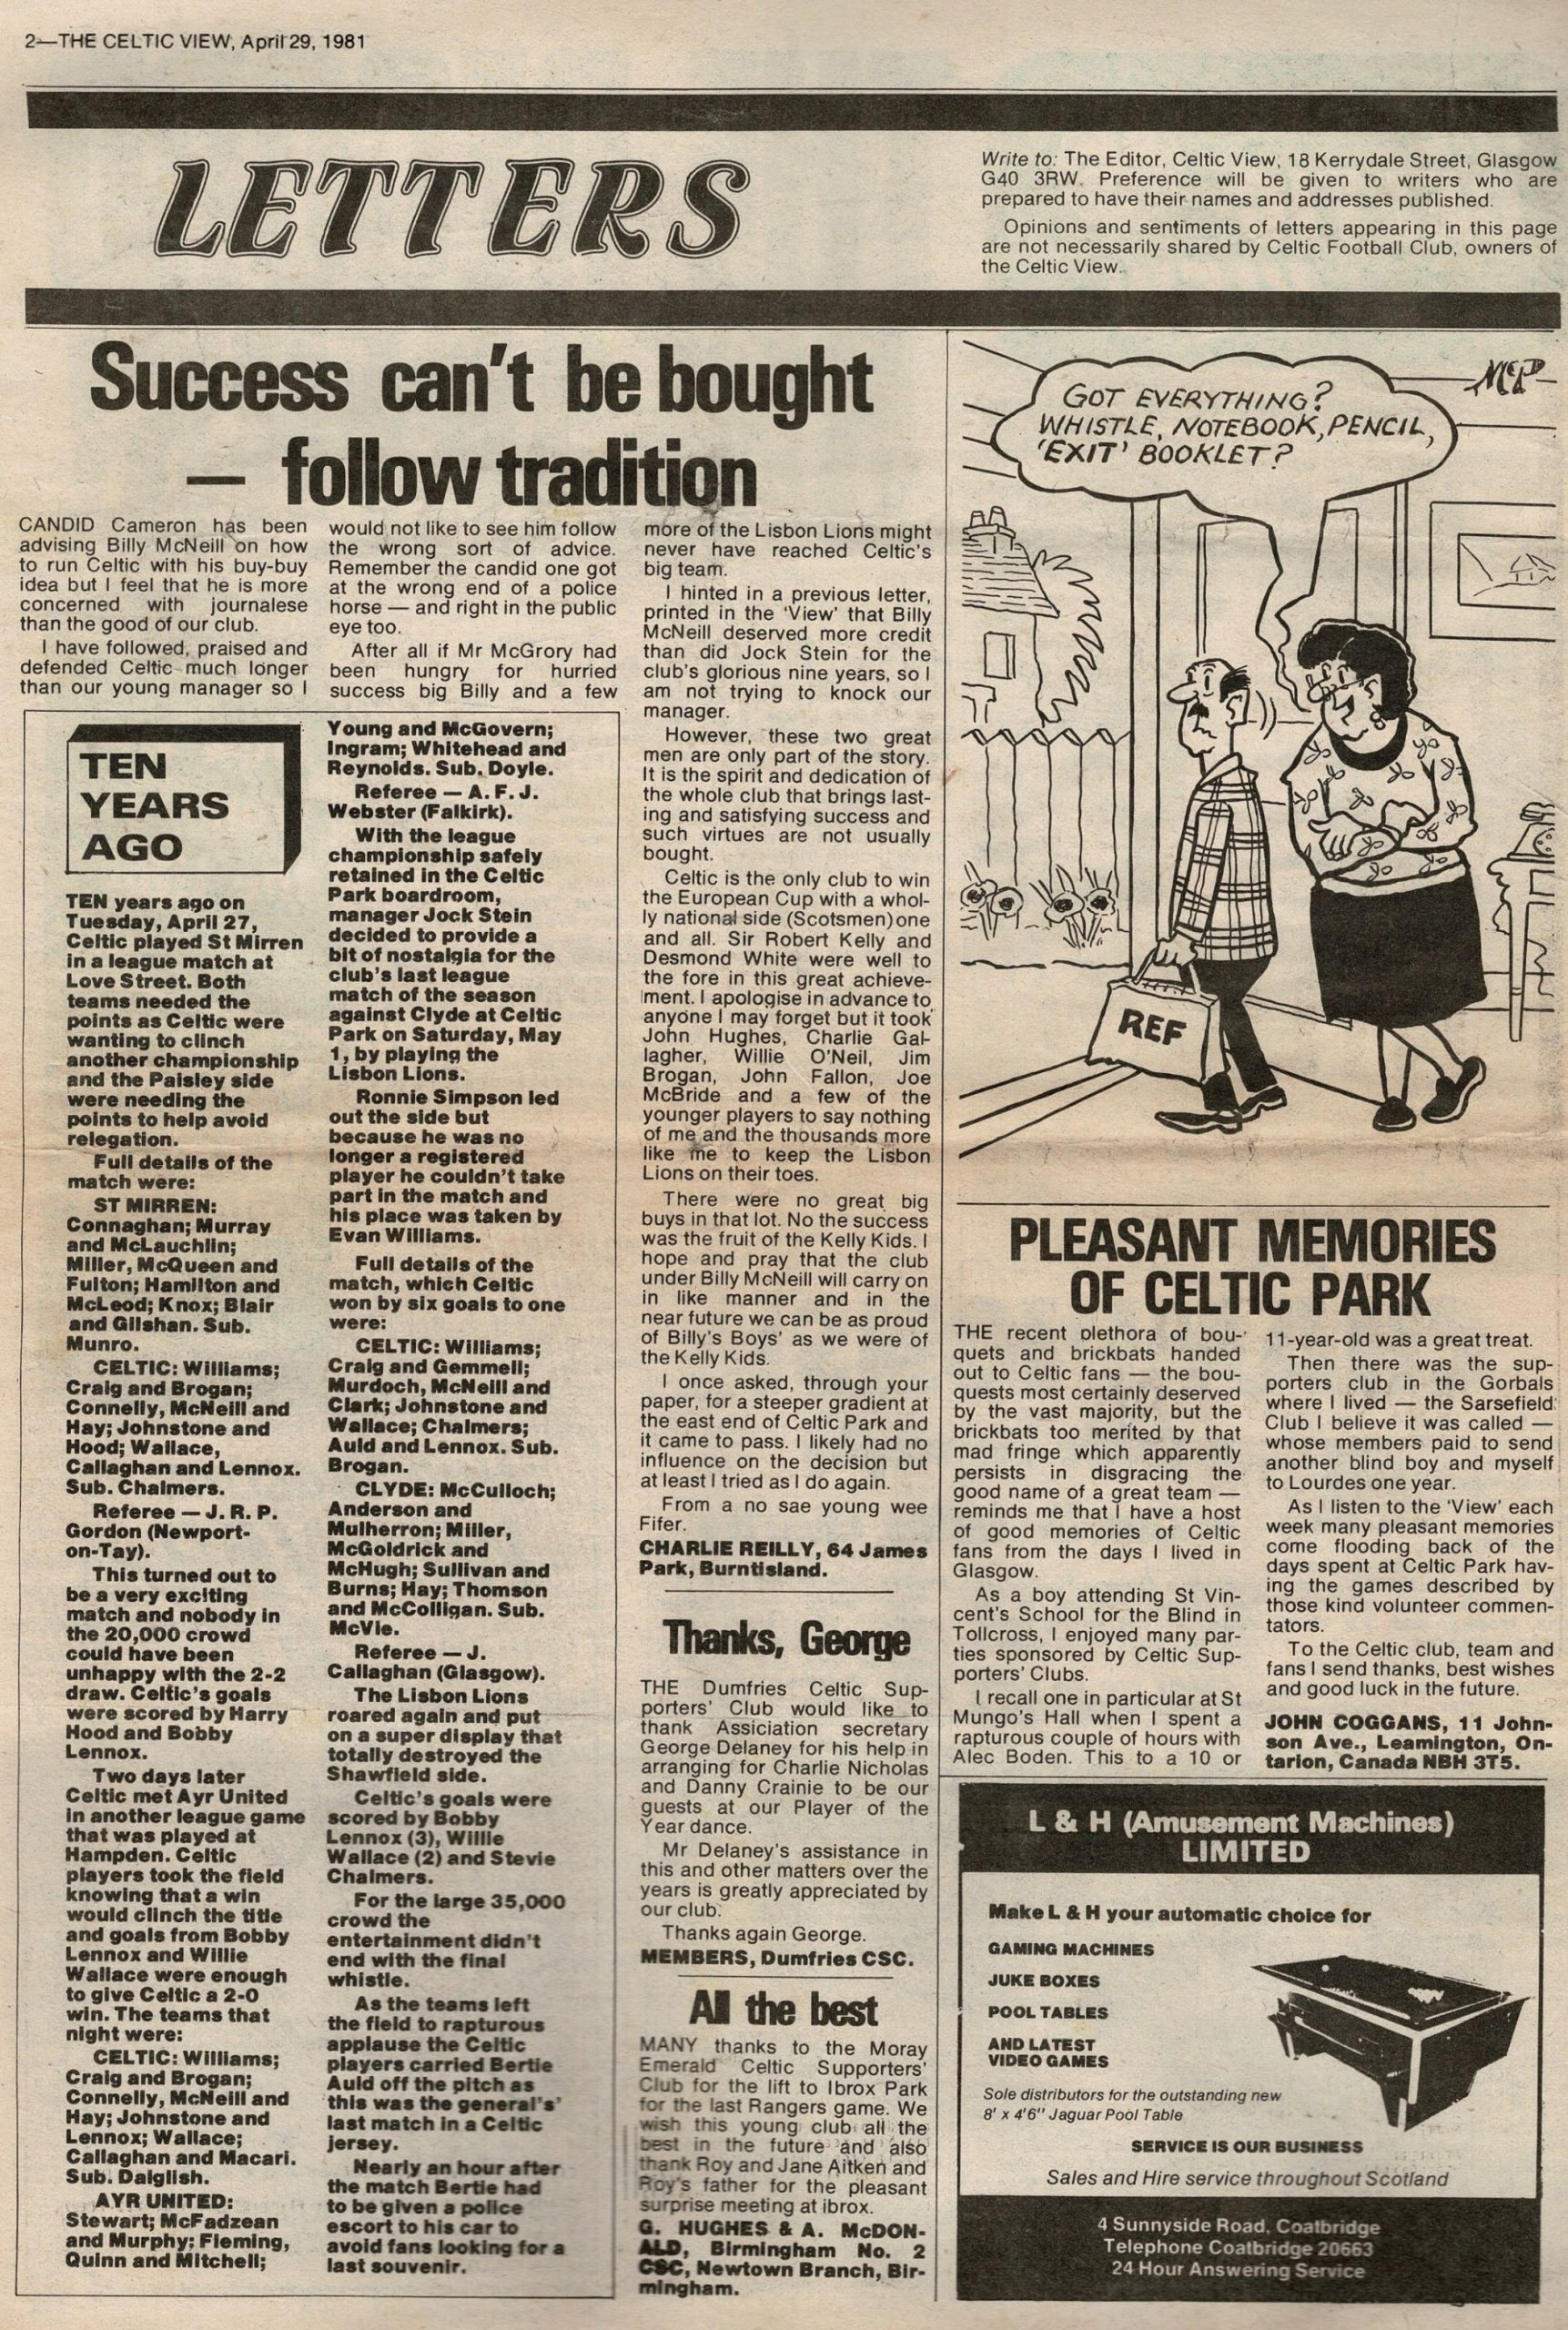 2—THE CELTIC VIEW, April 29, 1981
LETTERS
Write to: The Editor, Celtic View, 18 Kerrydale Street, Glasgow
G40 3RW. Preference will be given to writers who are
prepared to have their names and addresses published.
Opinions and sentiments of letters appearing in this page
are not necessarily shared by Celtic Football Club, owners of
the Celtic View.
Success can't be bought
— follow tradition
CANDID Cameron has been
advising Billy McNeill on how
to run Celtic with his buy-buy
idea but I feel that he is more
concerned with journalese
than the good of our club.
I have followed, praised and
defended Celtic much longer
than our young manager so I
would not like to see him follow
the wrong sort of advice.
Remember the candid one got
at the wrong end of a police
horse — and right in the public
eye too.
After all if Mr McGrory had
been hungry for hurried
success big Billy and a few
more of the Lisbon Lions might
never have reached Celtic's
big team.
I hinted in a previous letter,
printed in the 'View' that Billy
McNeill deserved more credit
than did Jock Stein for the
club's glorious nine years, so I
am not trying to knock our
manager.
However, these two great
men are only part of the story.
It is the spirit and dedication of
the whole club that brings last-
ing and satisfying success and
such virtues are not usually
bought.
Celtic is the only club to win
the European Cup with a whol-
ly national side (Scotsmen) one
and all. Sir Robert Kelly and
Desmond White were well to
the fore in this great achieve-
ment. I apologise in advance to
anyone I may forget but it took
John Hughes, Charlie Gal-
lagher, Willie O'Neil, Jim
Brogan, John Fallon, Joe
McBride and a few of the
younger players to say nothing
of me and the thousands more
like me to keep the Lisbon
Lions on their toes.
There were no great big
buys in that lot. No the success
was the fruit of the Kelly Kids. I
hope and pray that the club
under Billy McNeill will carry on
in like manner and in the
near future we can be as proud
of Billy's Boys' as we were of
the Kelly Kids.
I once asked, through your
paper, for a steeper gradient at
the east end of Celtic Park and
it came to pass. I likely had no
influence on the decision but
at least I tried as I do again.
From a no sae young wee
Fifer.
CHARLIE REILLY, 64 James
Park, Burntisland.
TEN
YEARS
AGO
TEN years ago on
Tuesday, April 27,
Celtic played St Mirren
in a league match at
Love Street. Both
teams needed the
points as Celtic were
wanting to clinch
another championship
and the Paisley side
were needing the
points to help avoid
relegation.
Full details of the
match were:
ST MIRREN:
Connaghan; Murray
and McLauchlin;
Miller, McQueen and
Fulton; Hamilton and
McLeod; Knox; Blair
and Gilshan. Sub.
Munro.
CELTIC: Williams;
Craig and Brogan;
Connelly, McNeill and
Hay; Johnstone and
Hood; Wallace,
Callaghan and Lennox.
Sub. Chalmers.
Referee — J. R. P.
Gordon (Newport-
on-Tay).
This turned out to
be a very exciting
match and nobody in
the 20,000 crowd
could have been
unhappy with the 2-2
draw. Celtic's goals
were scored by Harry
Hood and Bobby
Lennox.
Two days later
Celtic met Ayr United
in another league game
that was played at
Hampden. Celtic
players took the field
knowing that a win
would clinch the title
and goals from Bobby
Lennox and Willie
Wallace were enough
to give Celtic a 2-0
win. The teams that
night were:
CELTIC: Williams;
Craig and Brogan;
Connelly, McNeill and
Hay; Johnstone and
Lennox; Wallace;
Callaghan and Macari.
Sub. Dalglish.
AYR UNITED:
Stewart; McFadzean
and Murphy; Fleming,
Quinn and Mitchell;
Young and McGovern;
Ingram; Whitehead and
Reynolds. Sub. Doyle.
Referee — A. F. J.
Webster (Falkirk).
With the league
championship safely
retained in the Celtic
Park boardroom,
manager Jock Stein
decided to provide a
bit of nostalgia for the
club's last league
match of the season
against Clyde at Celtic
Park on Saturday, May
1, by playing the
Lisbon Lions.
Ronnie Simpson led
out the side but
because he was no
longer a registered
player he couldn't take
part in the match and
his place was taken by
Evan Williams.
Full details of the
match, which Celtic
won by six goals to one
were:
CELTIC: Williams;
Craig and Gemmell;
Murdoch, McNeill and
Clark; Johnstone and
Wallace; Chalmers;
Auld and Lennox. Sub.
Brogan.
CLYDE: McCulloch;
Anderson and
Mulherron; Miller,
McGoldrick and
McHugh; Sullivan and
Burns; Hay; Thomson
and McColligan. Sub.
McVie.
Referee — J.
Callaghan (Glasgow).
The Lisbon Lions
roared again and put
on a super display that
totally destroyed the
Shawfield side.
Celtic's goals were
scored by Bobby
Lennox (3), Willie
Wallace (2) and Stevie
Chalmers.
For the large 35,000
crowd the
entertainment didn't
end with the final
whistle.
As the teams left
the field to rapturous
applause the Celtic
players carried Bertie
Auld off the pitch as
this was the general's'
last match in a Celtic
jersey.
Nearly an hour after
the match Bertie had
to be given a police
escort to his car to
avoid fans looking for a
last souvenir.
Thanks, George
THE Dumfries Celtic Sup-
porters' Club would like to
thank Assiciation secretary
George Delaney for his help in
arranging for Charlie Nicholas
and Danny Crainie to be our
guests at our Player of the
Year dance.
Mr Delaney's assistance in
this and other matters over the
years is greatly appreciated by
our club.
Thanks again George.
MEMBERS, Dumfries CSC.
All the best
MANY thanks to the Moray
Emerald Celtic Supporters'
Club for the lift to Ibrox Park
for the last Rangers game. We
wish this young club all the
best in the future and also
thank Roy and Jane Aitken and
Roy's father for the pleasant
surprise meeting at ibrox.
G. HUGHES & A. McDON-
ALD, Birmingham No. 2
CSC, Newtown Branch, Bir-
mingham.
GOT EVERYTHING?
WHISTLE, NOTEBOOK, PENCIL,
'EXIT' BOOKLET?
REF
PLEASANT MEMORIES
OF CELTIC PARK
THE recent plethora of bou-
quets and brickbats handed
out to Celtic fans — the bou-
quests most certainly deserved
by the vast majority, but the
brickbats too merited by that
mad fringe which apparently
persists in disgracing the
good name of a great team —
reminds me that I have a host
of good memories of Celtic
fans from the days I lived in
Glasgow.
As a boy attending St Vin-
cent's School for the Blind in
Tollcross, I enjoyed many par-
ties sponsored by Celtic Sup-
porters' Clubs.
I recall one in particular at St
Mungo's Hall when I spent a
rapturous couple of hours with
Alec Boden. This to a 10 or
11-year-old was a great treat.
Then there was the sup-
porters club in the Gorbals
where I lived — the Sarsefield
Club I believe it was called —
whose members paid to send
another blind boy and myself
to Lourdes one year.
As I listen to the 'View' each
week many pleasant memories
come flooding back of the
days spent at Celtic Park hav-
ing the games described by
those kind volunteer commen-
tators.
To the Celtic club, team and
fans I send thanks, best wishes
and good luck in the future.
JOHN COGGANS, 11 John-
son Ave., Leamington, On-
tarion, Canada NBH 3T5.
L & H (Amusement Machines)
LIMITED
Make L & H your automatic choice for
GAMING MACHINES
JUKE BOXES
POOL TABLES
AND LATEST
VIDEO GAMES
Sole distributors for the outstanding new
8' x 4'6" Jaguar Pool Table
SERVICE IS OUR BUSINESS
Sales and Hire service throughout Scotland
4 Sunnyside Road, Coatbridge
Telephone Coatbridge 20663
24 Hour Answering Service